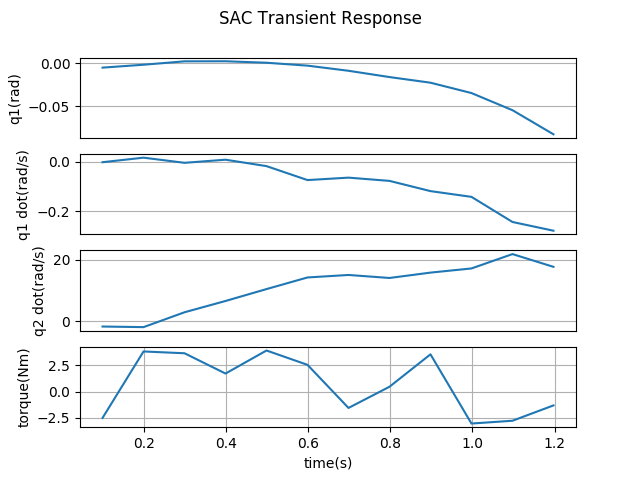 SAC Transient Response
q1(rad)
0.00
−0.05
q1 dot(rad/s)
0.0
−0.2
q2 dot(rad/s)
20
0
torque(Nm)
2.5
0.0
−2.5
0.2 0.4 0.6 0.8 1.0 1.2
time(s)